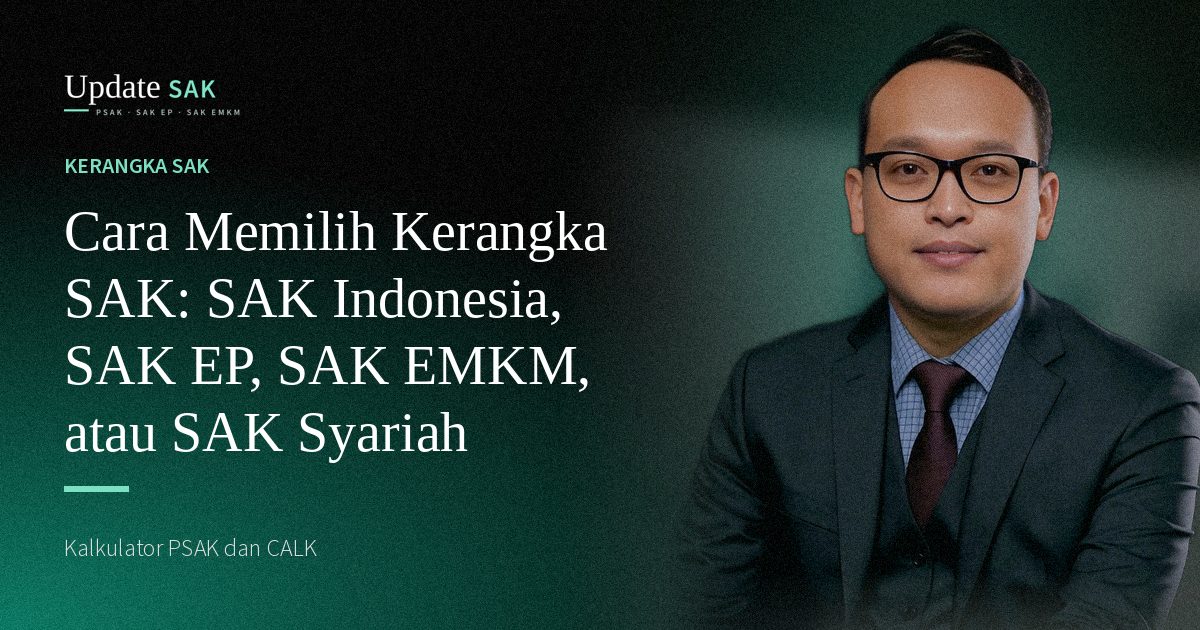 Update SAK
PSAK · SAK EP · SAK EMKM
KERANGKA SAK
Cara Memilih Kerangka
SAK: SAK Indonesia,
SAK EP, SAK EMKM,
atau SAK Syariah
Kalkulator PSAK dan CALK